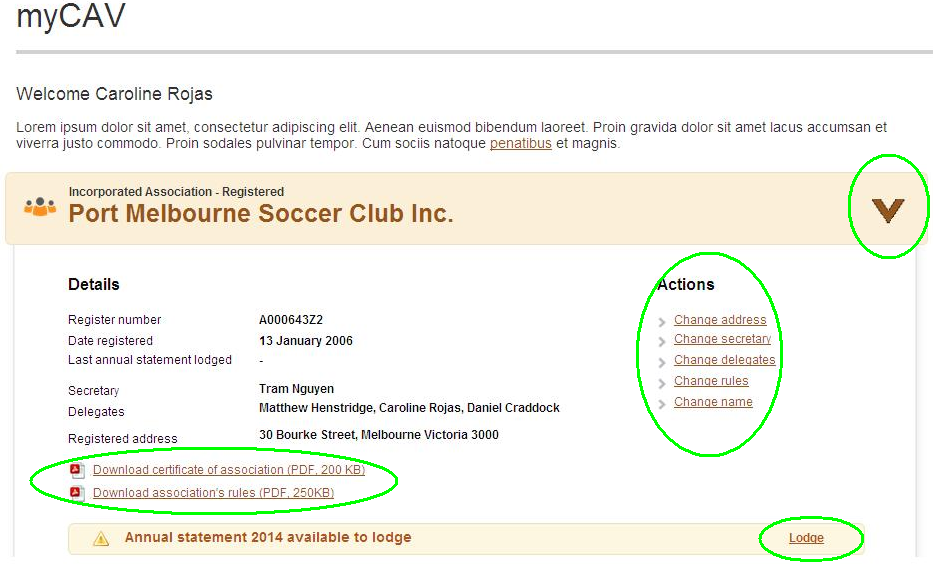 myCAV
Welcome Caroline Rojas
Lorem ipsum dolor sit amet, consectetur adipiscing elit. Aenean euismod bibendum laoreet. Proin gravida dolor sit amet lacus accumsan et
viverra justo commodo. Proin sodales pulvinar tempor. Cum sociis natoque penatibus et magnis.
Incorporated Association - Registered
Port Melbourne Soccer Club Inc.
Details
Register number A000643Z2
Date registered 13 January 2006
Last annual statement lodged -
Secretary Tram Nguyen
Delegates Matthew Henstridge, Caroline Rojas, Daniel Craddock
Registered address 30 Bourke Street, Melbourne Victoria 3000
Download certificate of association (PDF, 200 KB)
Download association's rules (PDF, 250KB)
Actions
Change address
Change secretary
Change delegates
Change rules
Change name
Annual statement 2014 available to lodge Lodge